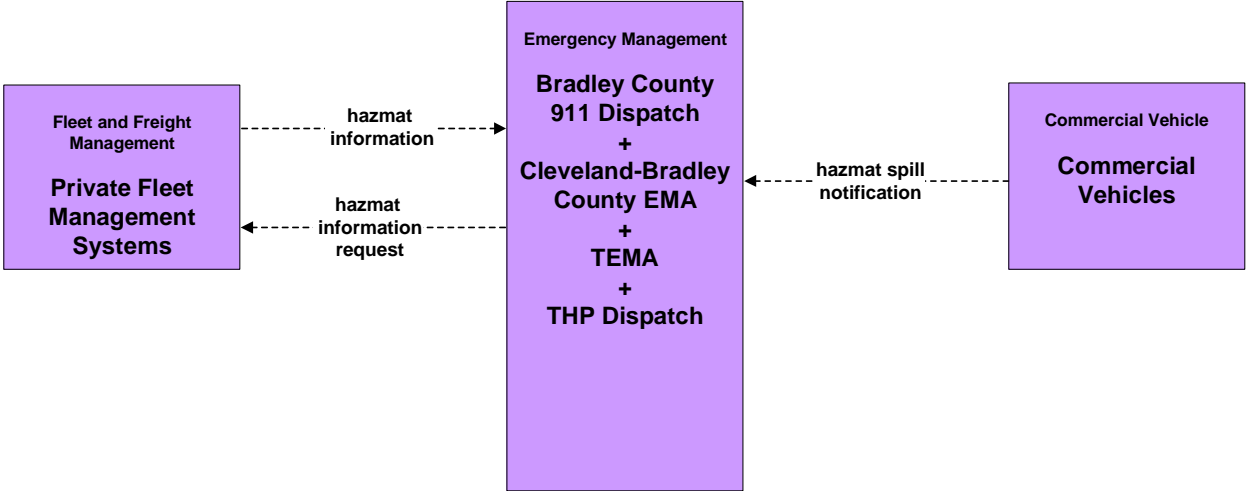 Fleet and Freight
Management
Private Fleet
Management
Systems
hazmat
information
hazmat
information
request
Emergency Management
Bradley County
911 Dispatch
+
Cleveland-Bradley
County EMA
+
TEMA
+
THP Dispatch
hazmat spill
notification
Commercial Vehicle
Commercial
Vehicles